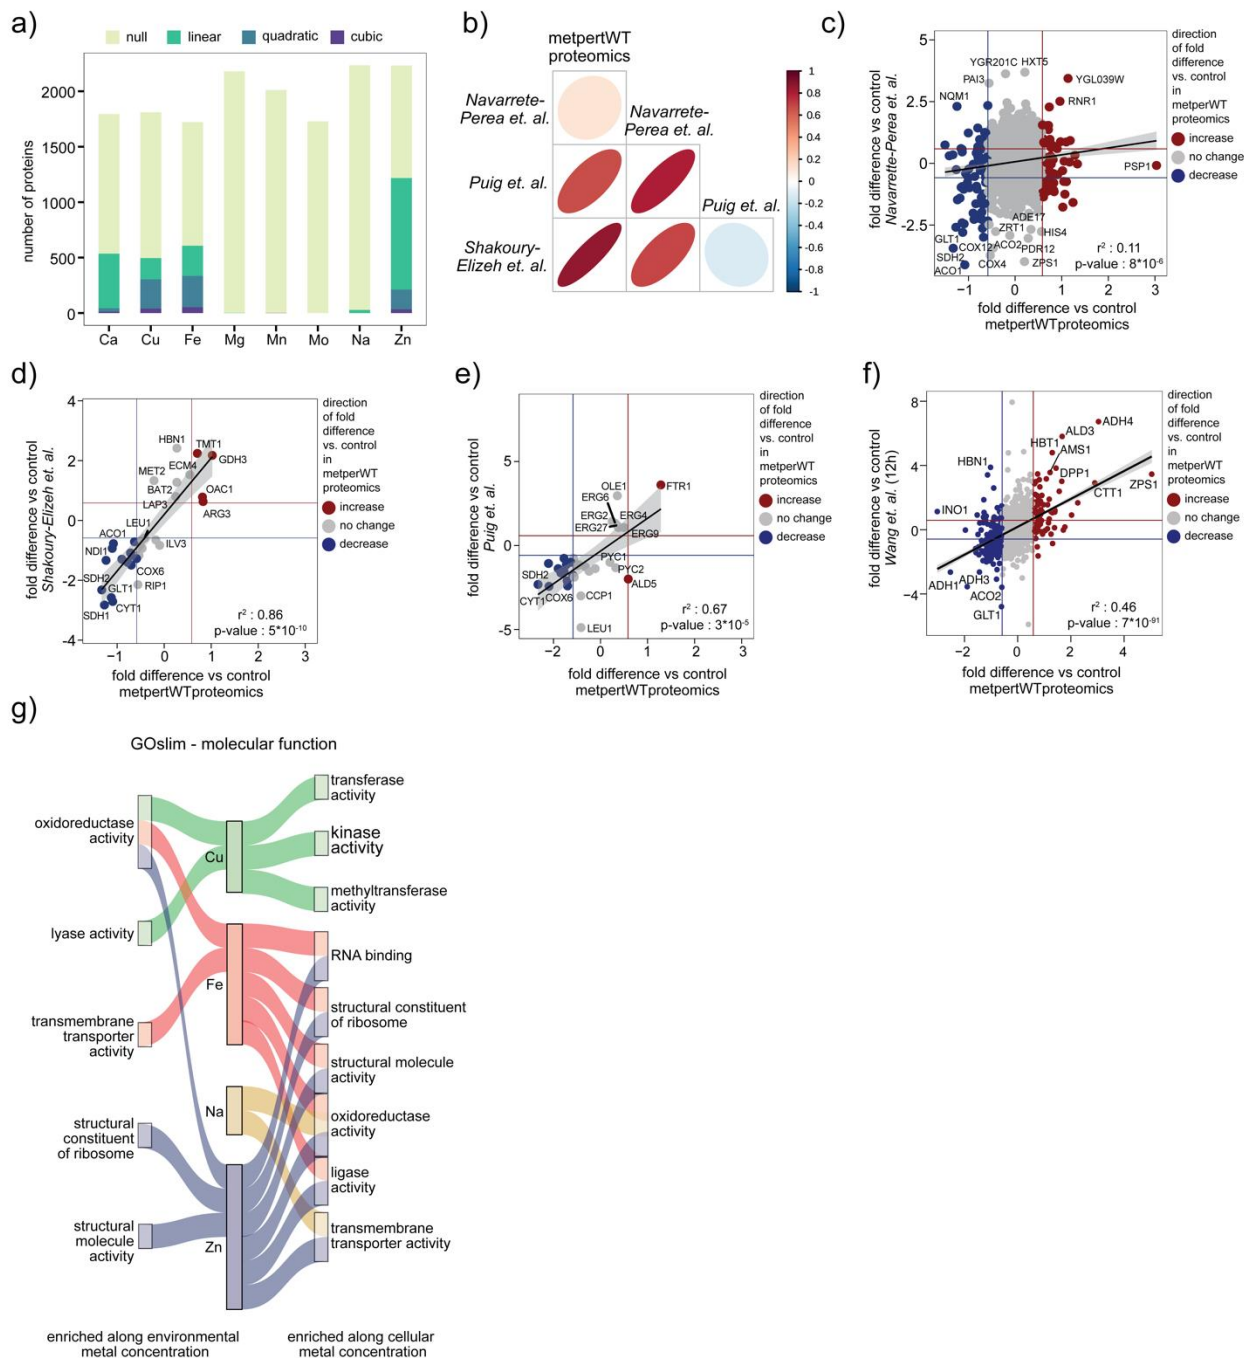 a)
null
linear
quadratic
cubic
number of proteins
2000
1500
1000
500
0
Ca
Cu
Fe
Mg
Mn
Mo
Na
Zn
b)
metpertWT
proteomics
Navarrete-
Perea et. al.
Navarrete-
Perea et. al.
Puig et. al.
Puig et. al.
Shakoury-
Elizeh et. al.
1
0.8
0.6
0.4
0.2
0
-0.2
-0.4
-0.6
-0.8
-1
c)
fold difference vs control
Navarrette-Perea et. al.
5
2.5
0
-2.5
YGR201C
HXT5
PAI3
YGL039W
NQM1
RNR1
PSP1
ADE17
ZRT1
HIS4
GLT1
COX12
ACO2
PDR12
SDH2
COX4
ZPS1
ACO1
r² : 0.11
p-value : 8*10⁻⁶
-1
0
1
2
3
fold difference vs control
metpertWTproteomics
direction
of fold
difference
vs. control
in
metperWT
proteomics
increase
no change
decrease
d)
fold difference vs control
Shakoury-Elizeh et. al.
4
2
0
-2
-4
HBN1
TMT1
GDH3
MET2
ECM4
BAT2
OAC1
LAP3
ARG3
LEU1
ACO1
ILV3
NDI1
COX6
SDH2
GLT1
RIP1
CYT1
SDH1
r² : 0.86
p-value : 5*10⁻¹⁰
-1
0
1
2
3
fold difference vs control
metpertWTproteomics
direction
of fold
difference
vs. control
in
metpertWT
proteomics
increase
no change
decrease
e)
fold difference vs control
Puig et. al.
5
0
-5
OLE1
FTR1
ERG6
ERG2
ERG4
ERG27
ERG9
PYC1
SDH2
PYC2
ALD5
CYT1
COX6
CCP1
LEU1
r² : 0.67
p-value : 3*10⁻⁵
-2
-1
0
1
2
3
fold difference vs control
metpertWTproteomics
direction
of fold
difference
vs. control
in
metpertWT
proteomics
increase
no change
decrease
f)
fold difference vs control
Wang et. al. (12h)
8
4
0
-4
ADH4
ALD3
HBT1
AMS1
HBN1
DPP1
CTT1
ZPS1
INO1
ADH1
ADH3
ACO2
GLT1
r² : 0.46
p-value : 7*10⁻⁹¹
-2
0
2
4
fold difference vs control
metpertWTproteomics
direction
of fold
difference
vs. control
in
metpertWT
proteomics
increase
no change
decrease
g)
GOslim - molecular function
oxidoreductase
activity
lyase activity
transmembrane
transporter
activity
structural
constituent
of ribosome
structural
molecule
activity
Cu
Fe
Na
Zn
transferase
activity
kinase
activity
methyltransferase
activity
RNA binding
structural constituent
of ribosome
structural molecule
activity
oxidoreductase
activity
ligase
activity
transmembrane
transporter activity
enriched along environmental
metal concentration
enriched along cellular
metal concentration